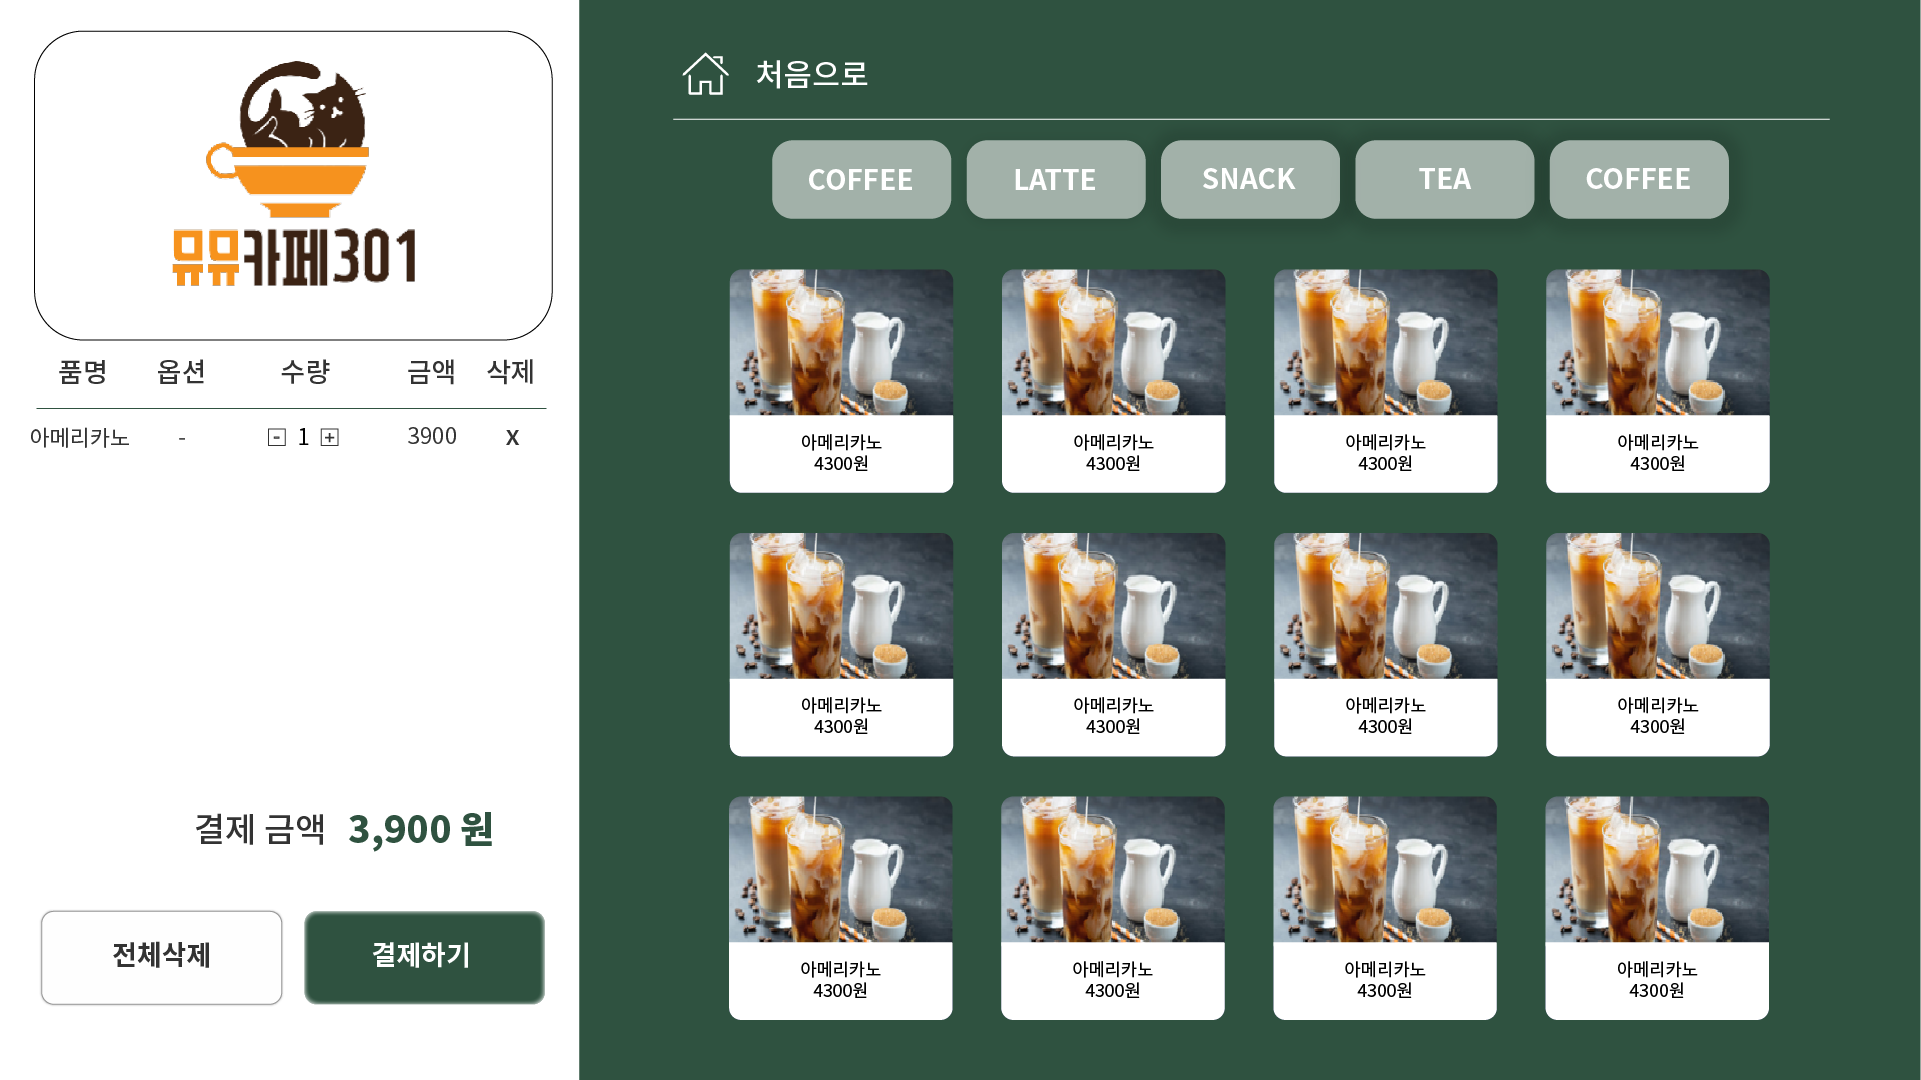 뮤뮤카페301
품명 옵션 수량 금액 삭제
아메리카노 - - 1 + 3900 X
결제 금액 3,900 원
전체삭제 결제하기
처음으로
COFFEE LATTE SNACK TEA COFFEE
아메리카노 아메리카노 아메리카노 아메리카노
4300원 4300원 4300원 4300원
아메리카노 아메리카노 아메리카노 아메리카노
4300원 4300원 4300원 4300원
아메리카노 아메리카노 아메리카노 아메리카노
4300원 4300원 4300원 4300원